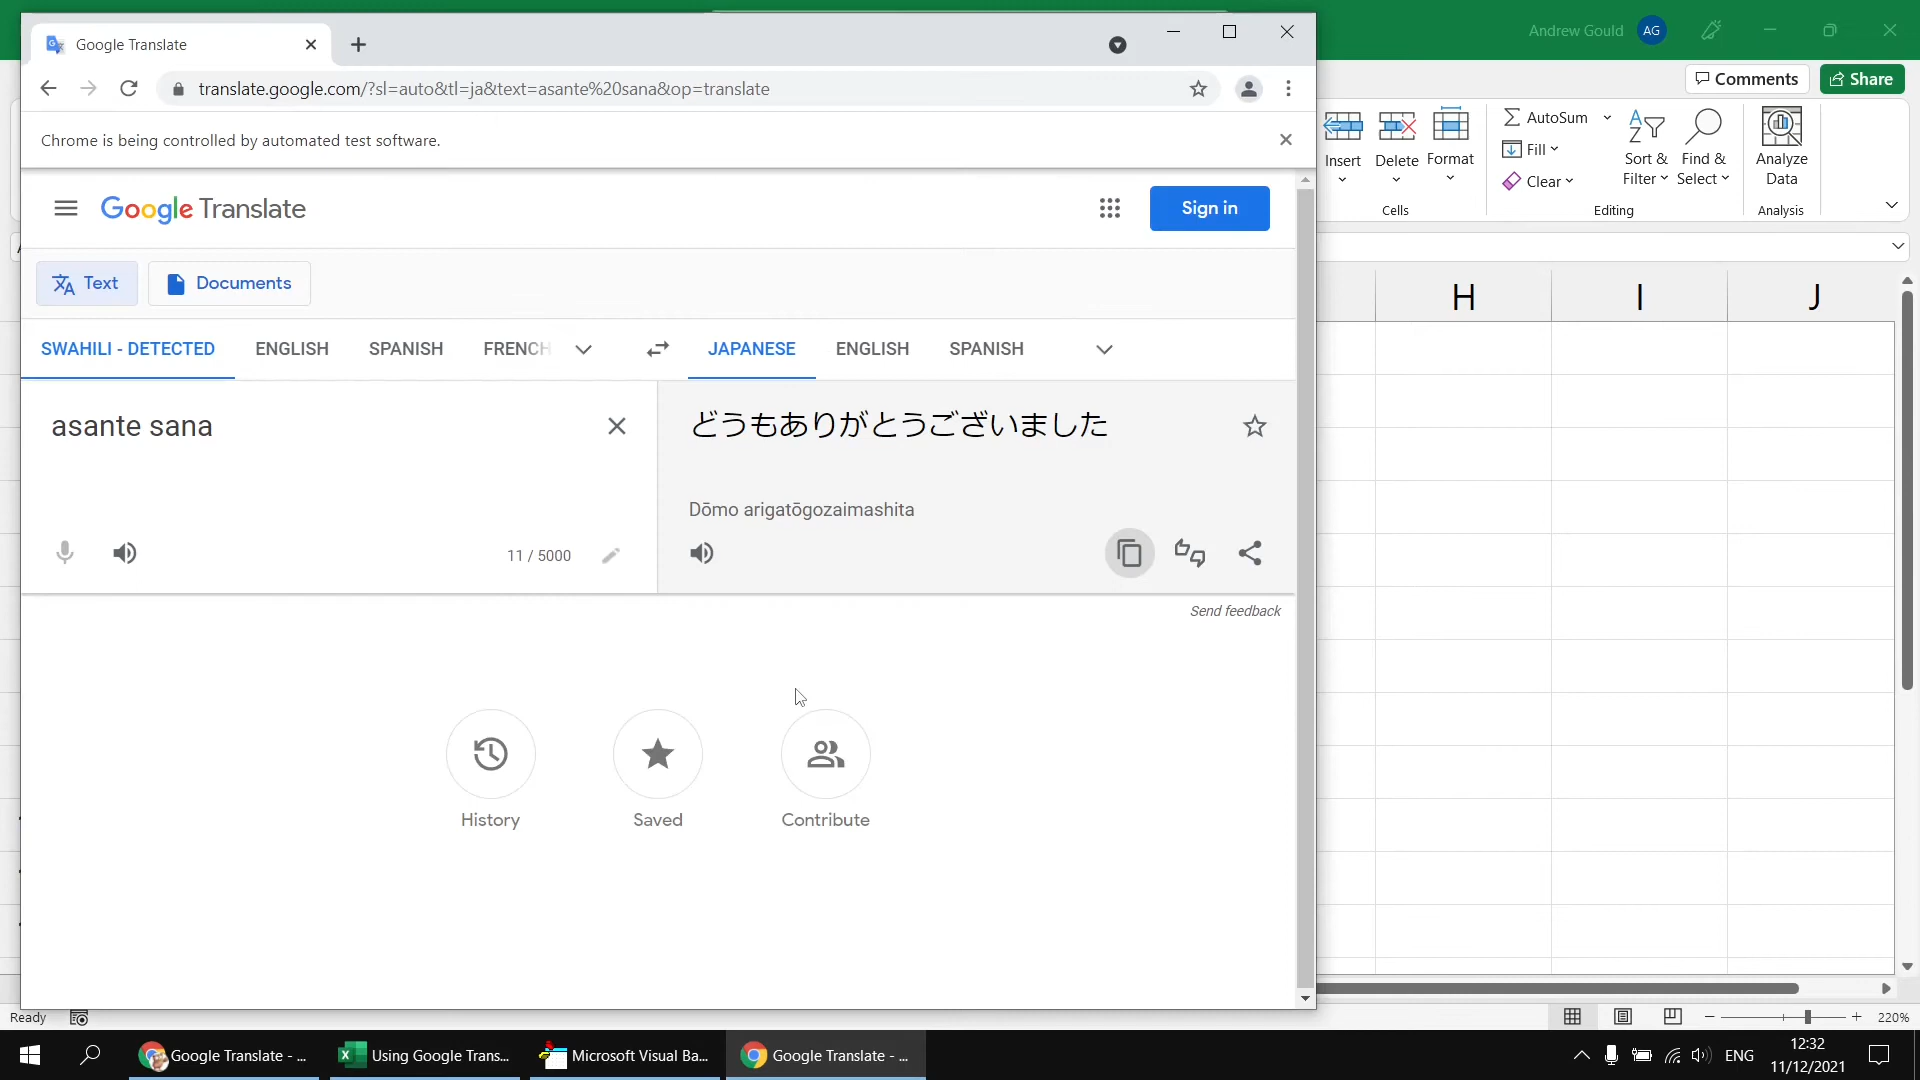 Google Translate
Andrew Gould AG
translate.google.com/?sl=auto&tl=ja&text=asante%20sana&op=translate
Comments Share
Chrome is being controlled by automated test software.
AutoSum
Fill
Clear
Insert
Delete
Format
Sort &
Filter
Find &
Select
Analyze
Data
Cells
Editing
Analysis
Google Translate
Sign in
Text
Documents
H I J
SWAHILI - DETECTED ENGLISH SPANISH FRENCH JAPANESE ENGLISH SPANISH
asante sana
どうもありがとうございました
Dōmo arigatōgozaimashita
11 / 5000
Send feedback
History
Saved
Contribute
Ready
220%
Google Translate - ...
Using Google Trans...
Microsoft Visual Ba...
Google Translate - ...
ENG
12:32
11/12/2021